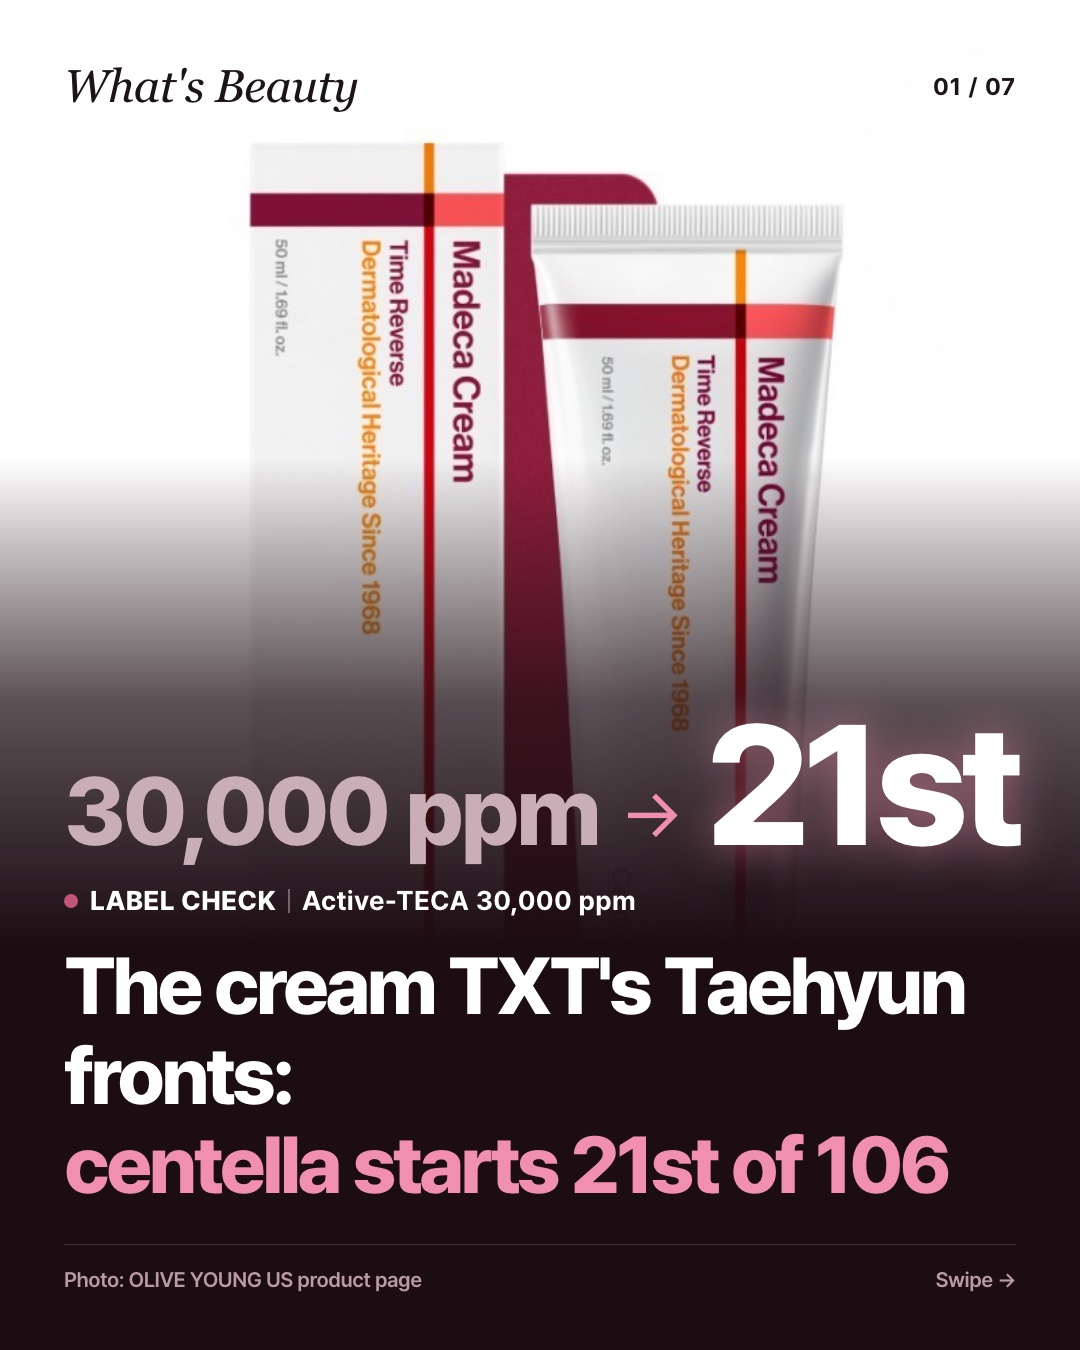 What's Beauty
01 / 07
Madeca Cream
Time Reverse
Dermatological Heritage Since 1968
50 ml / 1.69 fl. oz.
Madeca Cream
Time Reverse
Dermatological Heritage Since 1968
50 ml / 1.69 fl. oz.
30,000 ppm → 21st
LABEL CHECK | Active-TECA 30,000 ppm
The cream TXT's Taehyun
fronts:
centella starts 21st of 106
Photo: OLIVE YOUNG US product page
Swipe →